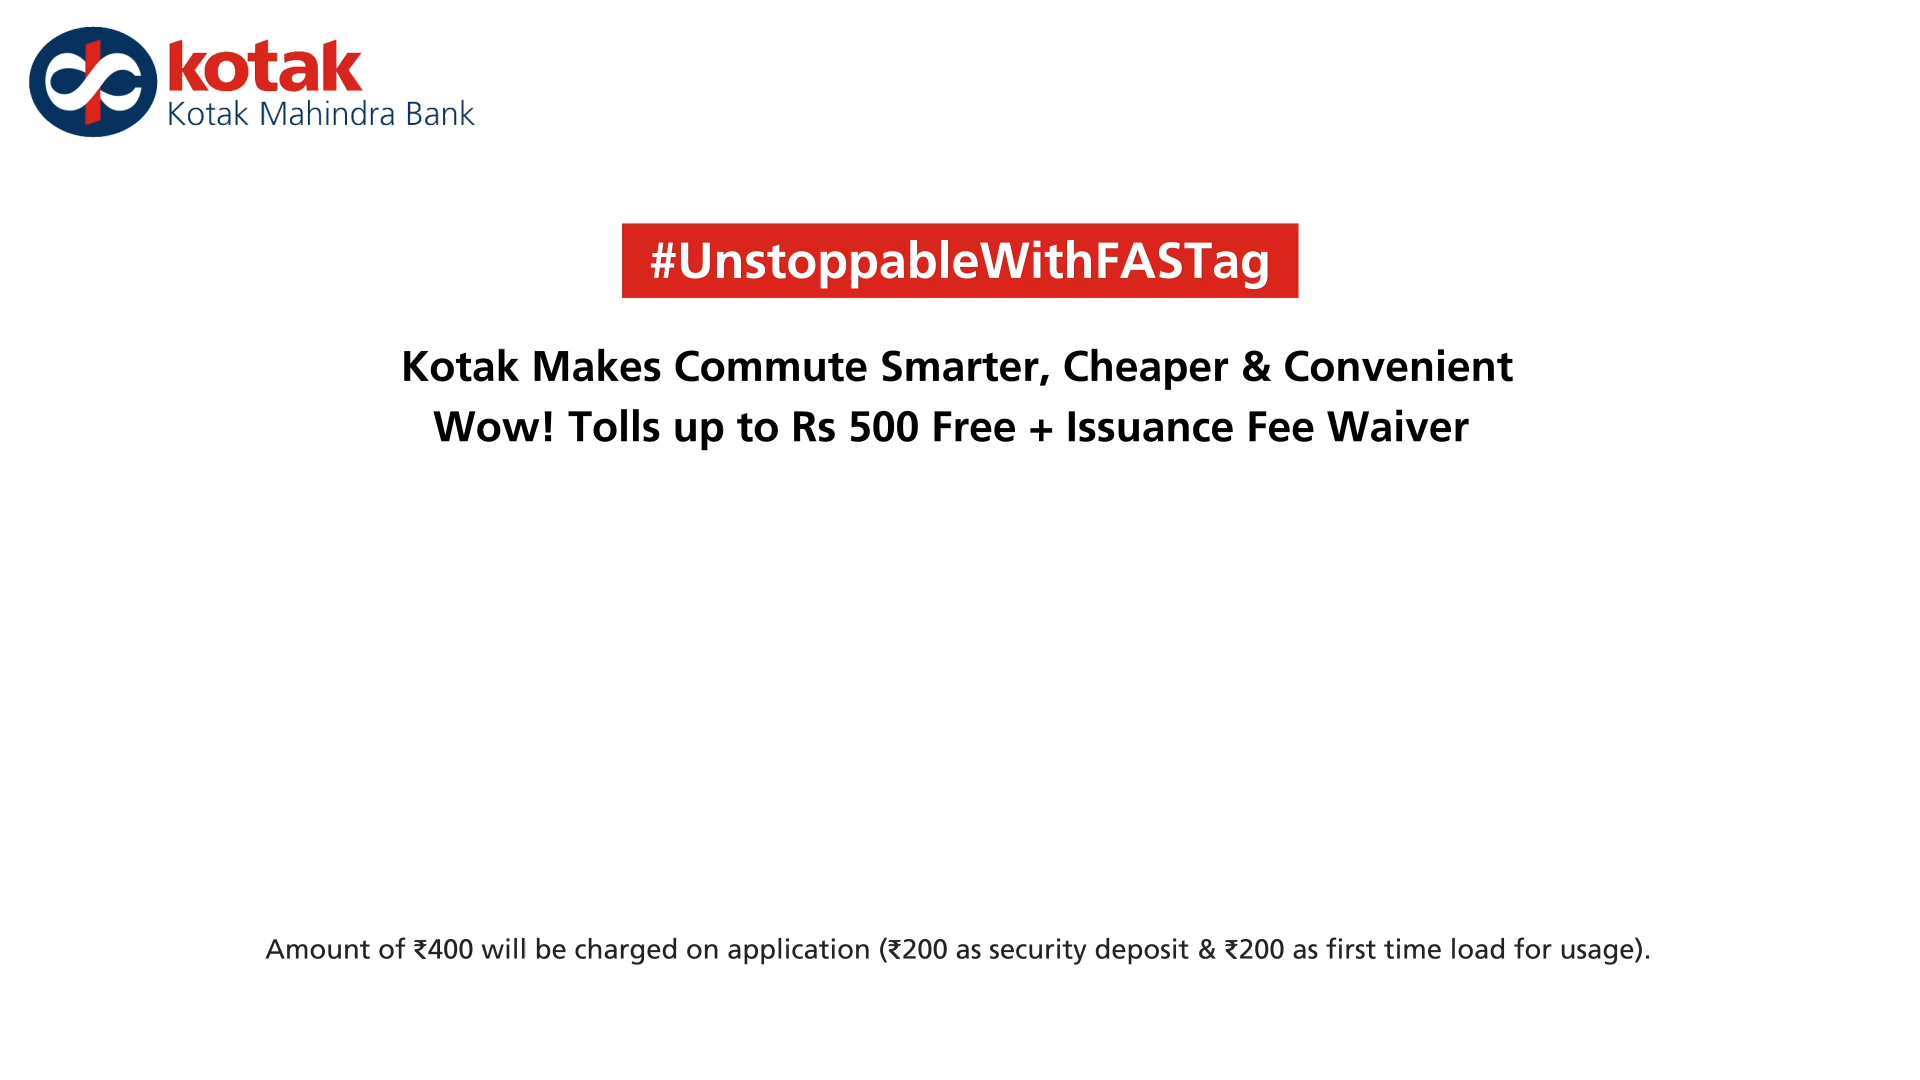 kotak
Kotak Mahindra Bank
#UnstoppableWithFASTag
Kotak Makes Commute Smarter, Cheaper & Convenient
Wow! Tolls up to Rs 500 Free + Issuance Fee Waiver
Amount of ₹400 will be charged on application (₹200 as security deposit & ₹200 as first time load for usage).